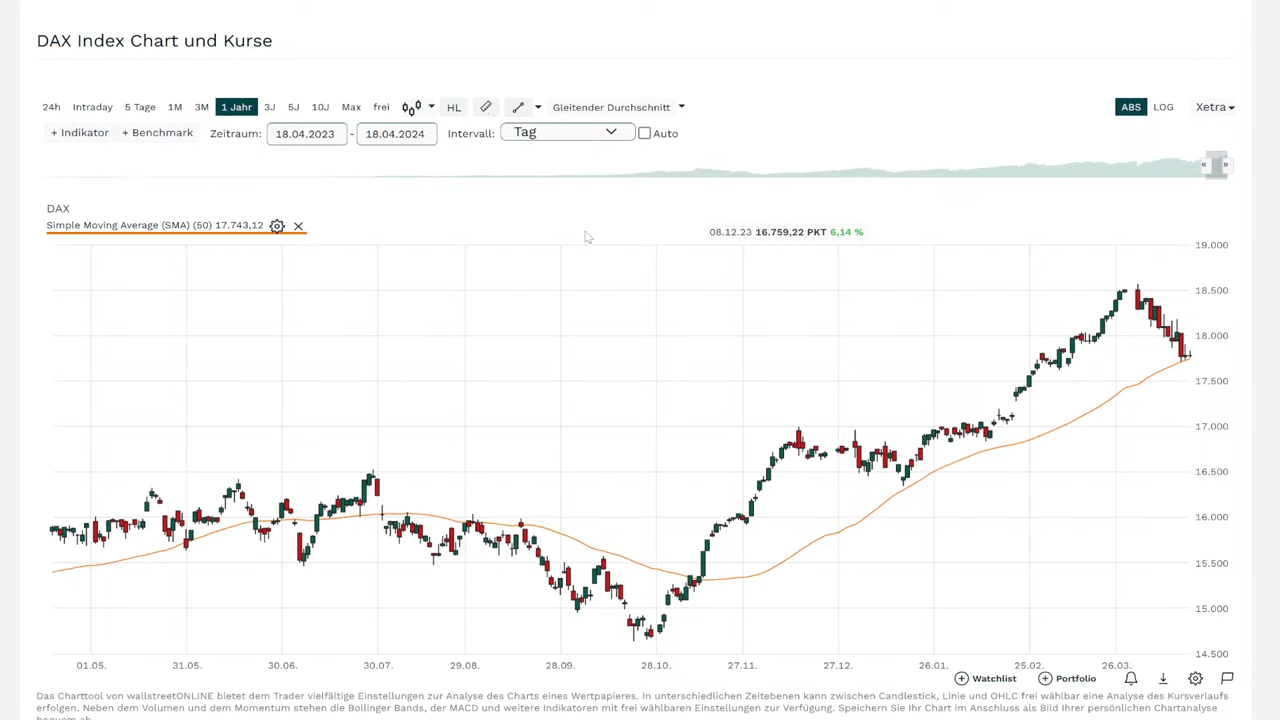 DAX Index Chart und Kurse
24h Intraday 5 Tage 1M 3M 1 Jahr 3J 5J 10J Max frei HL Gleitender Durchschnitt ABS LOG Xetra
+ Indikator + Benchmark Zeitraum: 18.04.2023 - 18.04.2024 Intervall: Tag Auto
« »
DAX
Simple Moving Average (SMA) (50) 17.743,12
08.12.23 16.759,22 PKT 6,14 %
19.000
18.500
18.000
17.500
17.000
16.500
16.000
15.500
15.000
14.500
01.05. 31.05. 30.06. 30.07. 29.08. 28.09. 28.10. 27.11. 27.12. 26.01. 25.02. 26.03.
Watchlist Portfolio
Das Charttool von wallstreetONLINE bietet dem Trader vielfältige Einstellungen zur Analyse des Charts eines Wertpapieres. In unterschiedlichen Zeitebenen kann zwischen Candlestick, Linie und OHLC frei wählbar eine Analyse des Kursverlaufs
erfolgen. Neben dem Volumen und dem Momentum stehen die Bollinger Bands, der MACD und weitere Indikatoren mit frei wählbaren Einstellungen zur Verfügung. Speichern Sie Ihr Chart im Anschluss als Bild Ihrer persönlichen Chartanalyse
bequem ab.